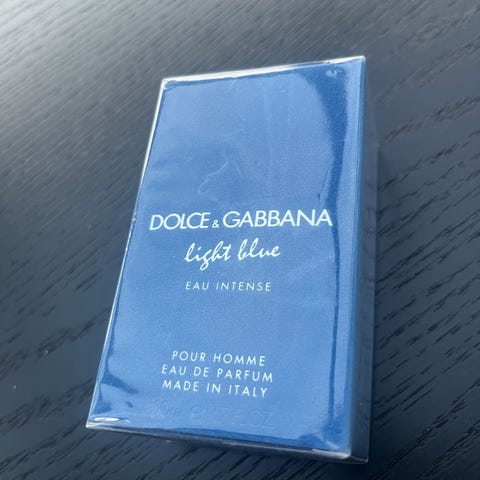 DOLCE & GABBANA
light blue
EAU INTENSE
POUR HOMME
EAU DE PARFUM
MADE IN ITALY